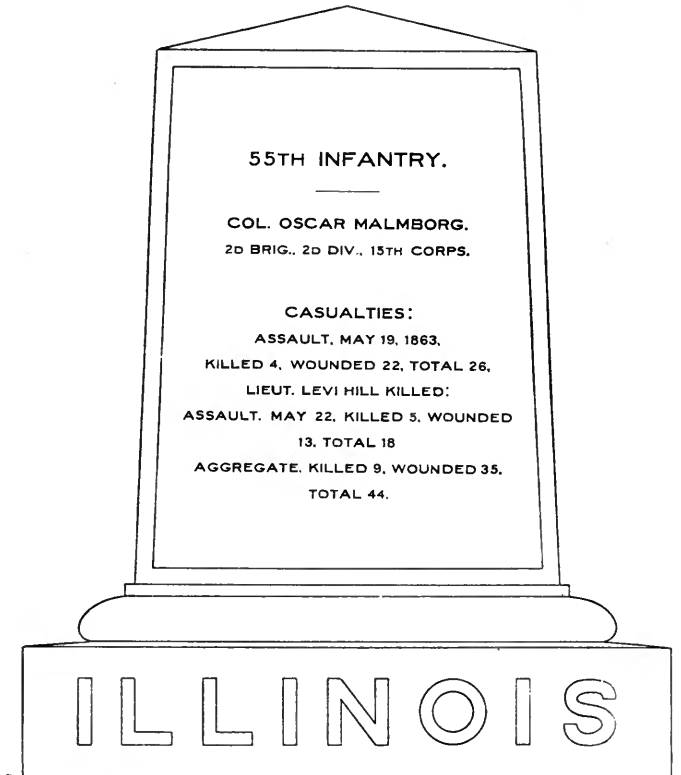 55TH INFANTRY.
COL. OSCAR MALMBORG.
2D BRIG., 2D DIV., 15TH CORPS.
CASUALTIES:
ASSAULT, MAY 19, 1863,
KILLED 4, WOUNDED 22, TOTAL 26,
LIEUT. LEVI HILL KILLED:
ASSAULT. MAY 22, KILLED 5, WOUNDED
13, TOTAL 18
AGGREGATE, KILLED 9, WOUNDED 35,
TOTAL 44.
ILLINOIS